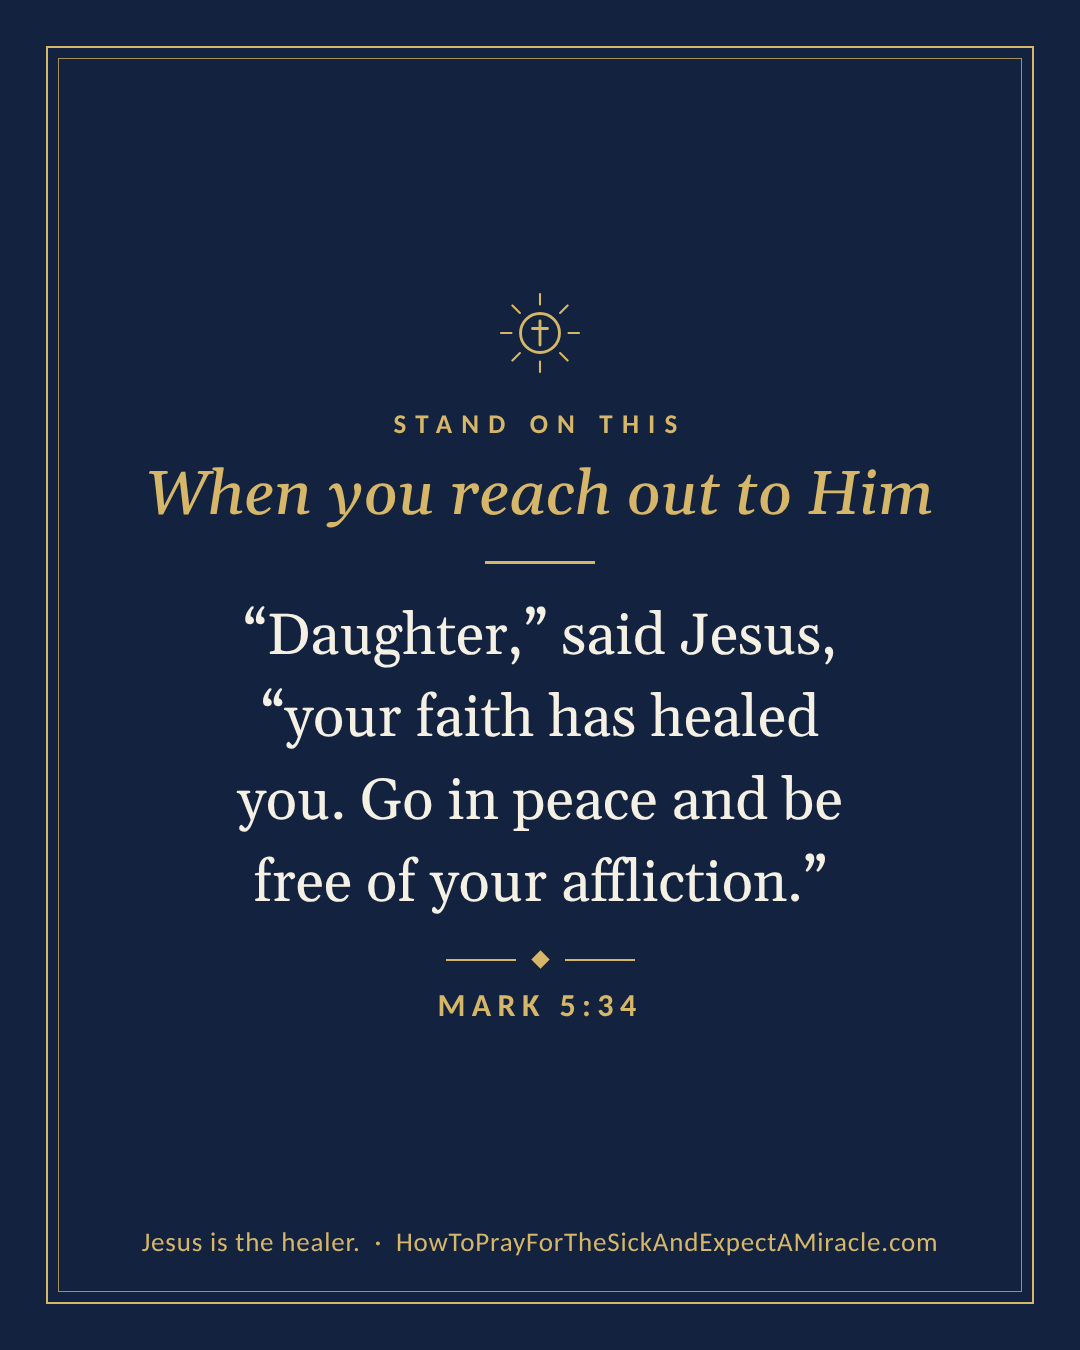 STAND ON THIS
When you reach out to Him
“Daughter,” said Jesus,
“your faith has healed
you. Go in peace and be
free of your affliction.”
MARK 5:34
Jesus is the healer. · HowToPrayForTheSickAndExpectAMiracle.com